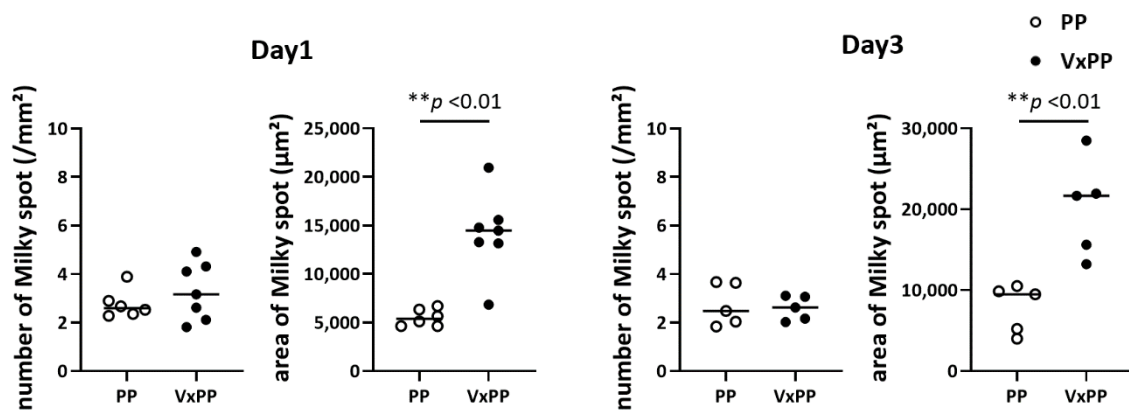 PP
VxPP
Day1
Day3
number of Milky spot (/mm²)
10
8
6
4
2
0
PP
VxPP
area of Milky spot (μm²)
**p <0.01
25,000
20,000
15,000
10,000
5,000
0
PP
VxPP
number of Milky spot (/mm²)
10
8
6
4
2
0
PP
VxPP
area of Milky spot (μm²)
**p <0.01
30,000
20,000
10,000
0
PP
VxPP